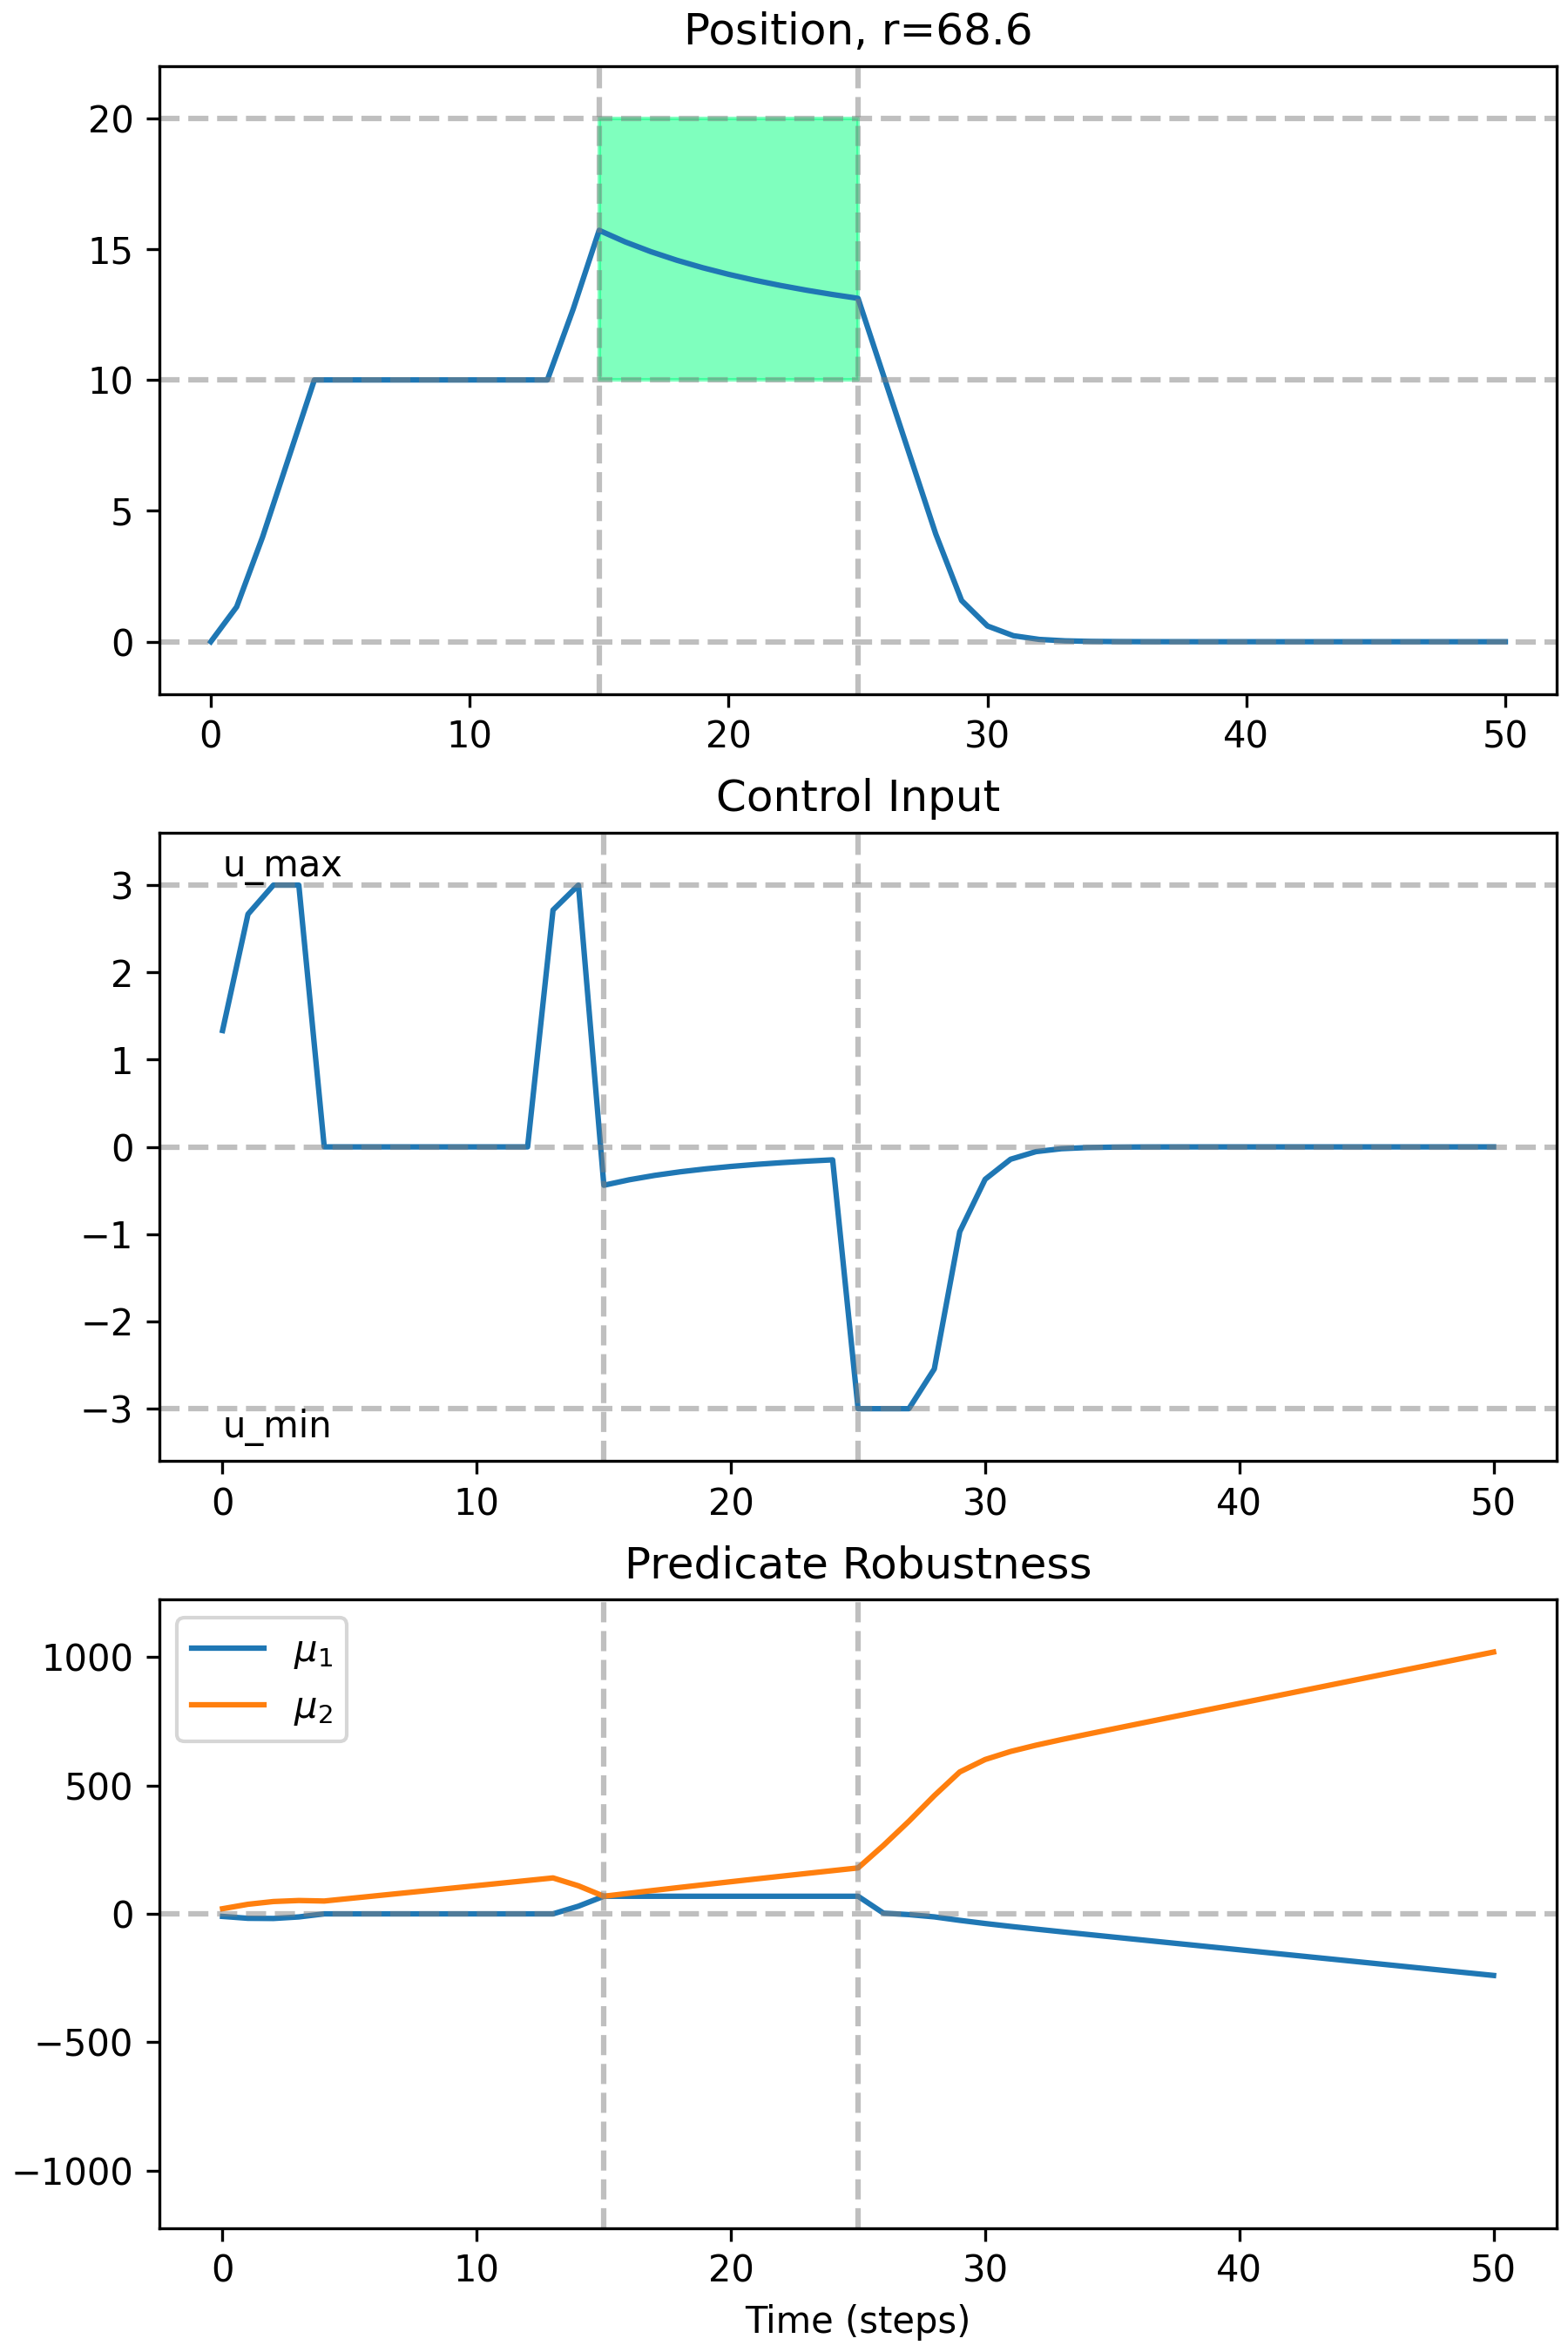 Position, r=68.6
20
15
10
5
0
0 10 20 30 40 50
Control Input
u_max
3
2
1
0
−1
−2
−3
u_min
0 10 20 30 40 50
Predicate Robustness
μ₁
μ₂
1000
500
0
−500
−1000
0 10 20 30 40 50
Time (steps)